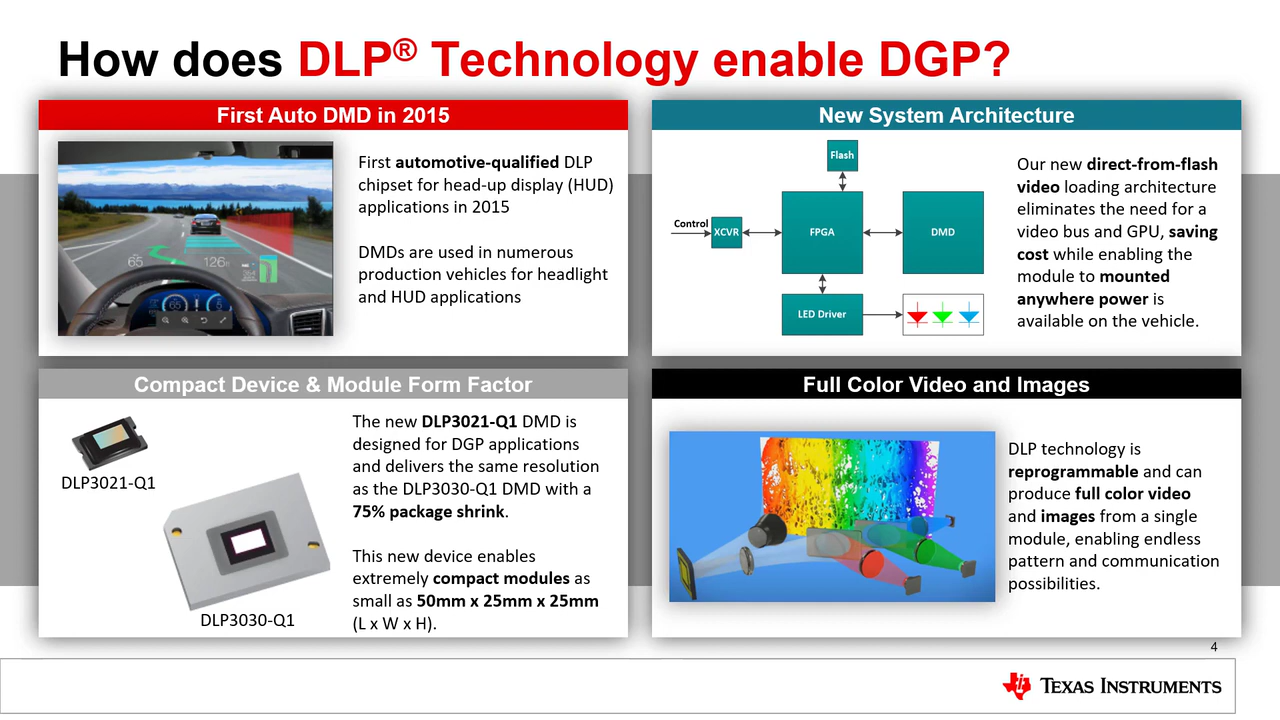 How does DLP® Technology enable DGP?
First Auto DMD in 2015
65
126ft
65
First automotive-qualified DLP
chipset for head-up display (HUD)
applications in 2015
DMDs are used in numerous
production vehicles for headlight
and HUD applications
New System Architecture
Flash
Control
XCVR
FPGA
DMD
LED Driver
Our new direct-from-flash
video loading architecture
eliminates the need for a
video bus and GPU, saving
cost while enabling the
module to mounted
anywhere power is
available on the vehicle.
Compact Device & Module Form Factor
DLP3021-Q1
DLP3030-Q1
The new DLP3021-Q1 DMD is
designed for DGP applications
and delivers the same resolution
as the DLP3030-Q1 DMD with a
75% package shrink.
This new device enables
extremely compact modules as
small as 50mm x 25mm x 25mm
(L x W x H).
Full Color Video and Images
DLP technology is
reprogrammable and can
produce full color video
and images from a single
module, enabling endless
pattern and communication
possibilities.
4
TEXAS INSTRUMENTS